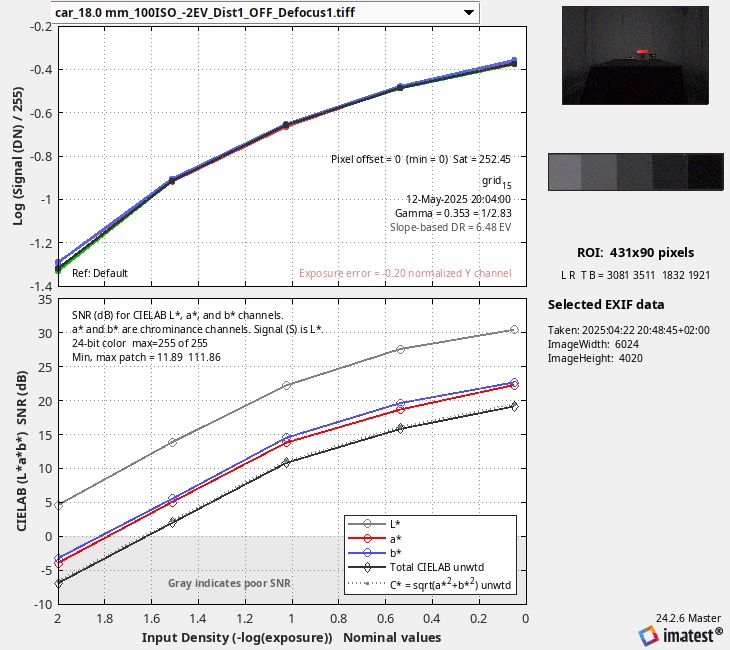 car_18.0 mm_100ISO_-2EV_Dist1_OFF_Defocus1.tiff
Log (Signal (DN) / 255)
-0.2
-0.4
-0.6
-0.8
-1
-1.2
-1.4
Pixel offset = 0  (min = 0)  Sat = 252.45
grid15
12-May-2025 20:04:00
Gamma = 0.353 = 1/2.83
Slope-based DR = 6.48 EV
Ref: Default
Exposure error = -0.20 normalized Y channel
ROI:  431x90 pixels
L R  T B = 3081 3511  1832 1921
Selected EXIF data
Taken: 2025:04:22 20:48:45+02:00
ImageWidth:  6024
ImageHeight:  4020
CIELAB (L*a*b*)  SNR (dB)
35
30
25
20
15
10
5
0
-5
-10
SNR (dB) for CIELAB L*, a*, and b* channels.
a* and b* are chrominance channels. Signal (S) is L*.
24-bit color  max=255 of 255
Min, max patch = 11.89  111.86
L*
a*
b*
Total CIELAB unwtd
C* = sqrt(a*2+b*2) unwtd
Gray indicates poor SNR
2
1.8
1.6
1.4
1.2
1
0.8
0.6
0.4
0.2
0
Input Density (-log(exposure))   Nominal values
24.2.6 Master
imatest®